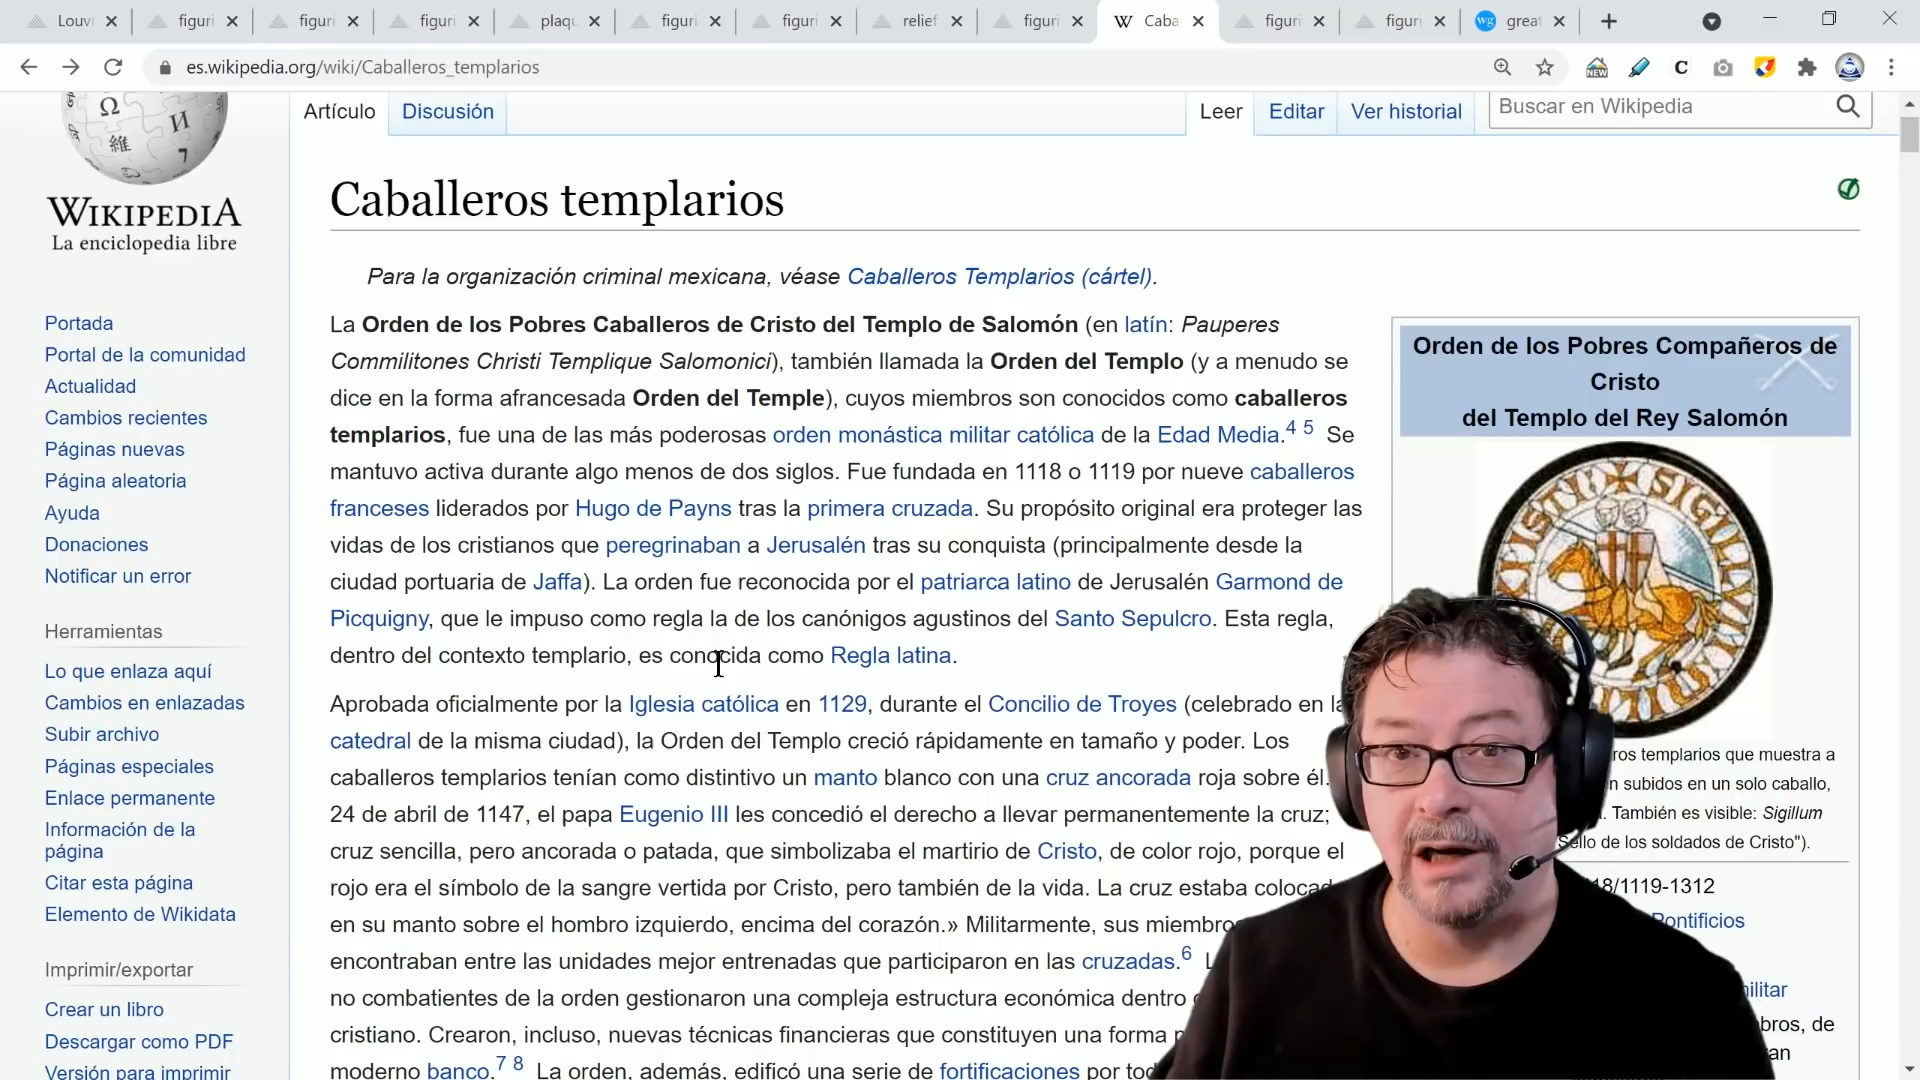 Louv
figuri
figuri
figuri
plaqu
figuri
figuri
relief
figuri
Caba
figuri
figuri
great
es.wikipedia.org/wiki/Caballeros_templarios
NEW
WIKIPEDIA
La enciclopedia libre
Artículo
Discusión
Leer
Editar
Ver historial
Buscar en Wikipedia
Portada
Portal de la comunidad
Actualidad
Cambios recientes
Páginas nuevas
Página aleatoria
Ayuda
Donaciones
Notificar un error
Herramientas
Lo que enlaza aquí
Cambios en enlazadas
Subir archivo
Páginas especiales
Enlace permanente
Información de la
página
Citar esta página
Elemento de Wikidata
Imprimir/exportar
Crear un libro
Descargar como PDF
Versión para imprimir
Caballeros templarios
Para la organización criminal mexicana, véase Caballeros Templarios (cártel).
La Orden de los Pobres Caballeros de Cristo del Templo de Salomón (en latín: Pauperes
Commilitones Christi Templique Salomonici), también llamada la Orden del Templo (y a menudo se
dice en la forma afrancesada Orden del Temple), cuyos miembros son conocidos como caballeros
templarios, fue una de las más poderosas orden monástica militar católica de la Edad Media.4 5 Se
mantuvo activa durante algo menos de dos siglos. Fue fundada en 1118 o 1119 por nueve caballeros
franceses liderados por Hugo de Payns tras la primera cruzada. Su propósito original era proteger las
vidas de los cristianos que peregrinaban a Jerusalén tras su conquista (principalmente desde la
ciudad portuaria de Jaffa). La orden fue reconocida por el patriarca latino de Jerusalén Garmond de
Picquigny, que le impuso como regla la de los canónigos agustinos del Santo Sepulcro. Esta regla,
dentro del contexto templario, es conocida como Regla latina.
Aprobada oficialmente por la Iglesia católica en 1129, durante el Concilio de Troyes (celebrado en la
catedral de la misma ciudad), la Orden del Templo creció rápidamente en tamaño y poder. Los
caballeros templarios tenían como distintivo un manto blanco con una cruz ancorada roja sobre él.
24 de abril de 1147, el papa Eugenio III les concedió el derecho a llevar permanentemente la cruz;
cruz sencilla, pero ancorada o patada, que simbolizaba el martirio de Cristo, de color rojo, porque el
rojo era el símbolo de la sangre vertida por Cristo, pero también de la vida. La cruz estaba colocad
en su manto sobre el hombro izquierdo, encima del corazón.» Militarmente, sus miembro
encontraban entre las unidades mejor entrenadas que participaron en las cruzadas.6 L
no combatientes de la orden gestionaron una compleja estructura económica dentro
cristiano. Crearon, incluso, nuevas técnicas financieras que constituyen una forma
moderno banco.7 8 La orden, además, edificó una serie de fortificaciones por tod
Orden de los Pobres Compañeros de
Cristo
del Templo del Rey Salomón
ros templarios que muestra a
n subidos en un solo caballo,
. También es visible: Sigillum
Sello de los soldados de Cristo").
18/1119-1312
Pontificios
militar
bros, de
an